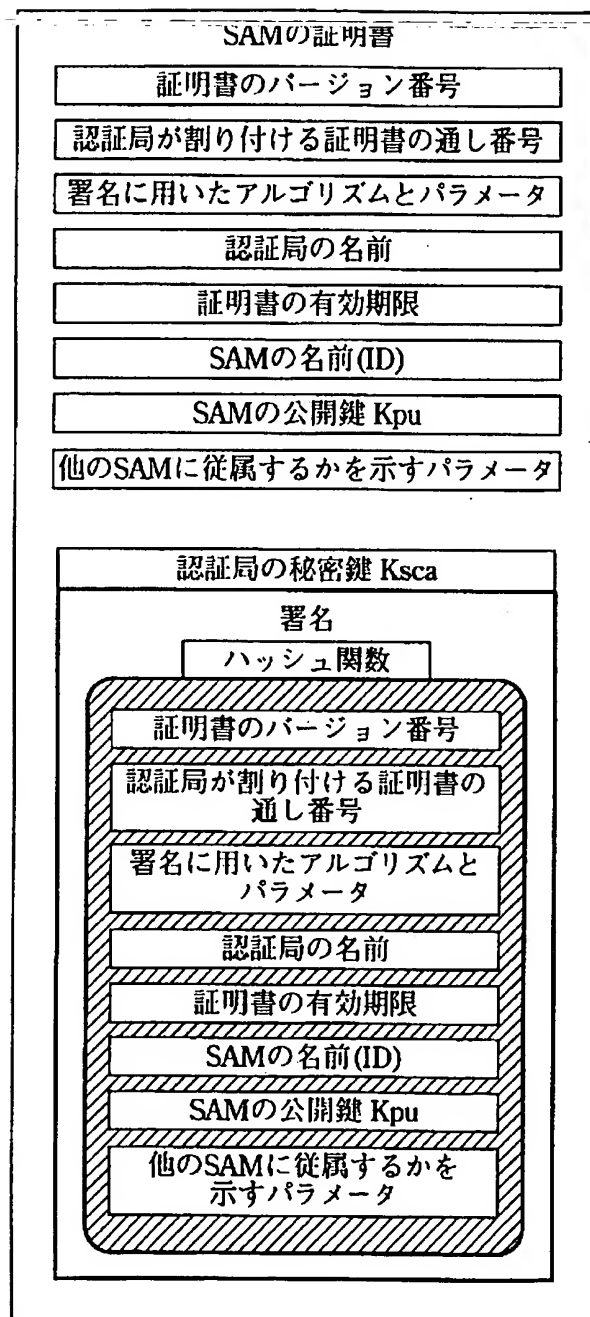 SAMの証明書
証明書のバージョン番号
認証局が割り付ける証明書の通し番号
署名に用いたアルゴリズムとパラメータ
認証局の名前
証明書の有効期限
SAMの名前(ID)
SAMの公開鍵 Kpu
他のSAMに従属するかを示すパラメータ
認証局の秘密鍵 Ksca
署名
ハッシュ関数
証明書のバージョン番号
認証局が割り付ける証明書の
通し番号
署名に用いたアルゴリズムと
パラメータ
認証局の名前
証明書の有効期限
SAMの名前(ID)
SAMの公開鍵 Kpu
他のSAMに従属するかを
示すパラメータ